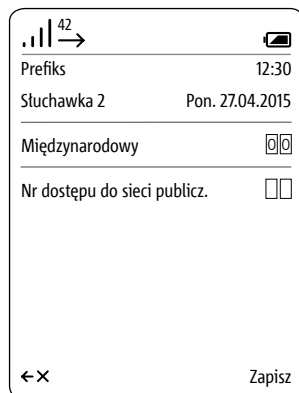 42
Prefiks 12:30
Słuchawka 2 Pon. 27.04.2015
Międzynarodowy 00
Nr dostępu do sieci publicz.
Zapisz